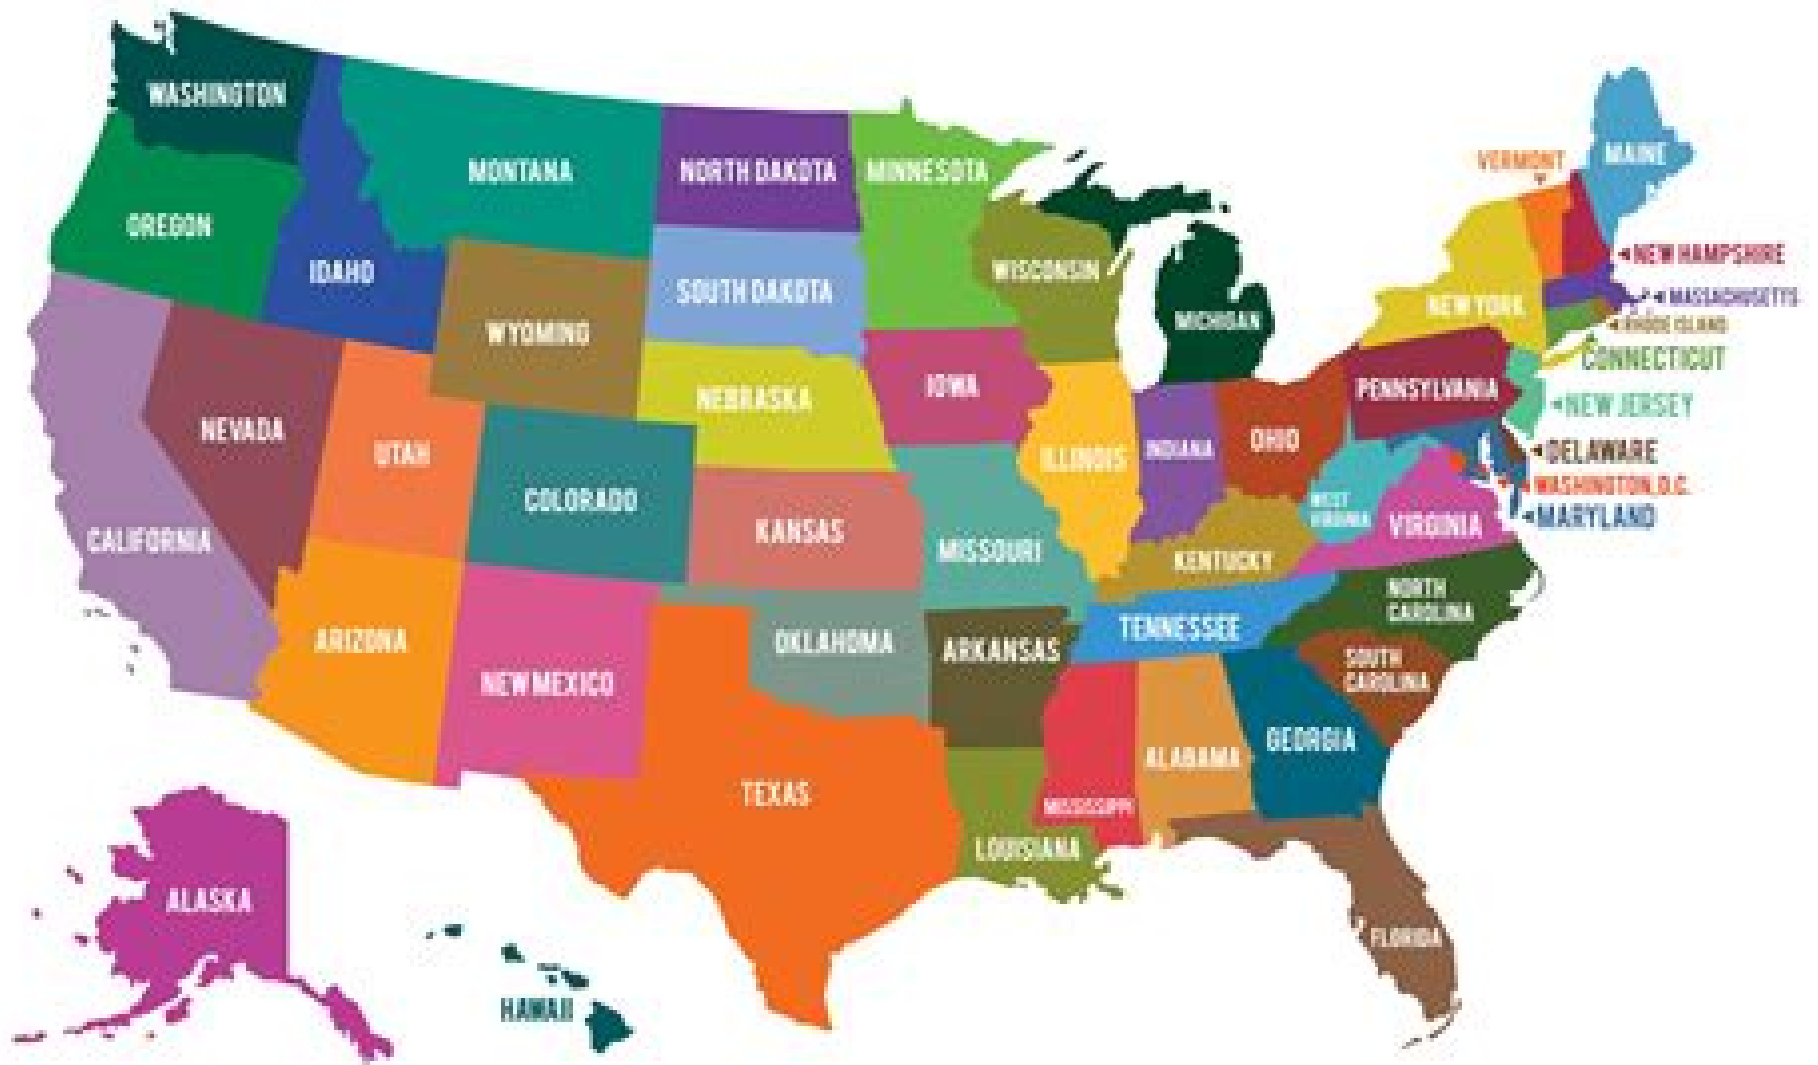 WASHINGTON
MONTANA
NORTH DAKOTA
MINNESOTA
VERMONT
MAINE
OREGON
IDAHO
WISCONSIN
NEW HAMPSHIRE
SOUTH DAKOTA
MASSACHUSETTS
WYOMING
MICHIGAN
NEW YORK
RHODE ISLAND
CONNECTICUT
NEBRASKA
IOWA
PENNSYLVANIA
NEW JERSEY
NEVADA
UTAH
ILLINOIS
INDIANA
OHIO
DELAWARE
WASHINGTON, D.C.
COLORADO
KANSAS
WEST
VIRGINIA
VIRGINIA
MARYLAND
CALIFORNIA
MISSOURI
KENTUCKY
NORTH
CAROLINA
ARIZONA
NEW MEXICO
OKLAHOMA
ARKANSAS
TENNESSEE
SOUTH
CAROLINA
TEXAS
ALABAMA
GEORGIA
MISSISSIPPI
LOUISIANA
FLORIDA
ALASKA
HAWAII